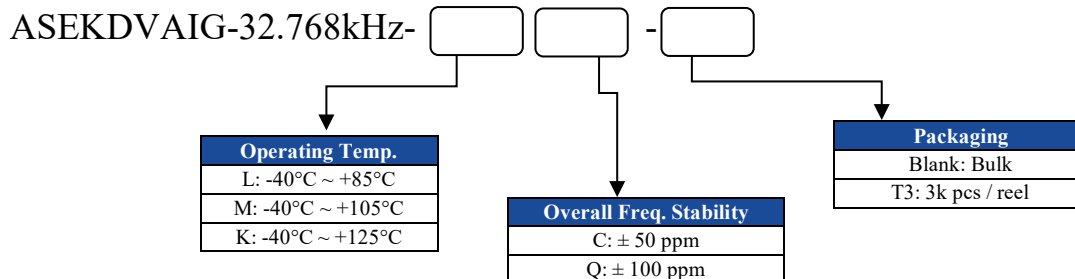 ASEKDVAIG-32.768kHz- -
Operating Temp.
L: -40°C ~ +85°C
M: -40°C ~ +105°C
K: -40°C ~ +125°C
Overall Freq. Stability
C: ± 50 ppm
Q: ± 100 ppm
Packaging
Blank: Bulk
T3: 3k pcs / reel